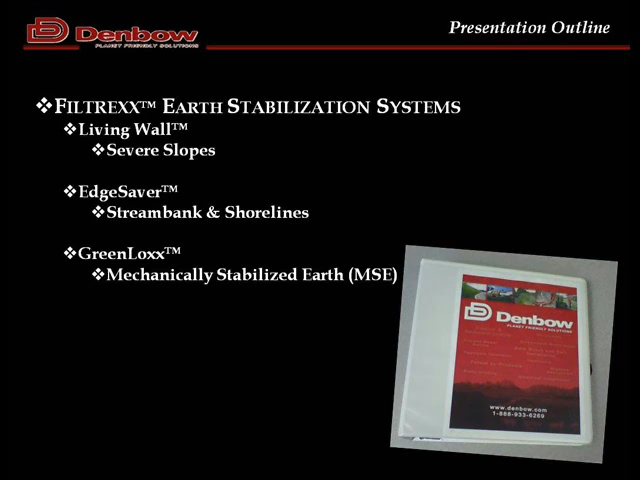 Denbow
PLANET FRIENDLY SOLUTIONS
Presentation Outline
❖FILTREXX™ EARTH STABILIZATION SYSTEMS
❖Living Wall™
❖Severe Slopes
❖EdgeSaver™
❖Streambank & Shorelines
❖GreenLoxx™
❖Mechanically Stabilized Earth (MSE)
Denbow
PLANET FRIENDLY SOLUTIONS
www.denbow.com
1-888-933-6269